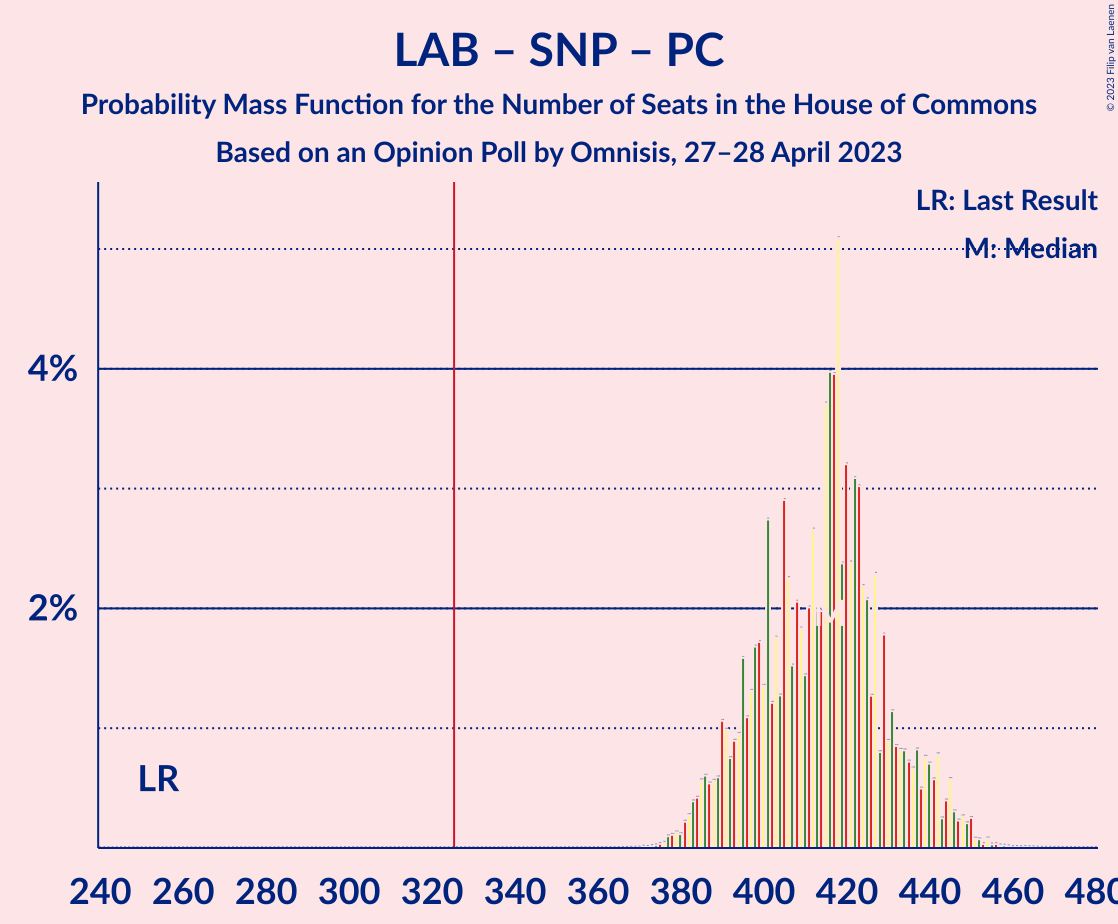 LAB – SNP – PC
Probability Mass Function for the Number of Seats in the House of Commons
Based on an Opinion Poll by Omnisis, 27–28 April 2023
© 2023 Filip van Laenen
LR: Last Result
M: Median
4%
2%
LR
240 260 280 300 320 340 360 380 400 420 440 460 480